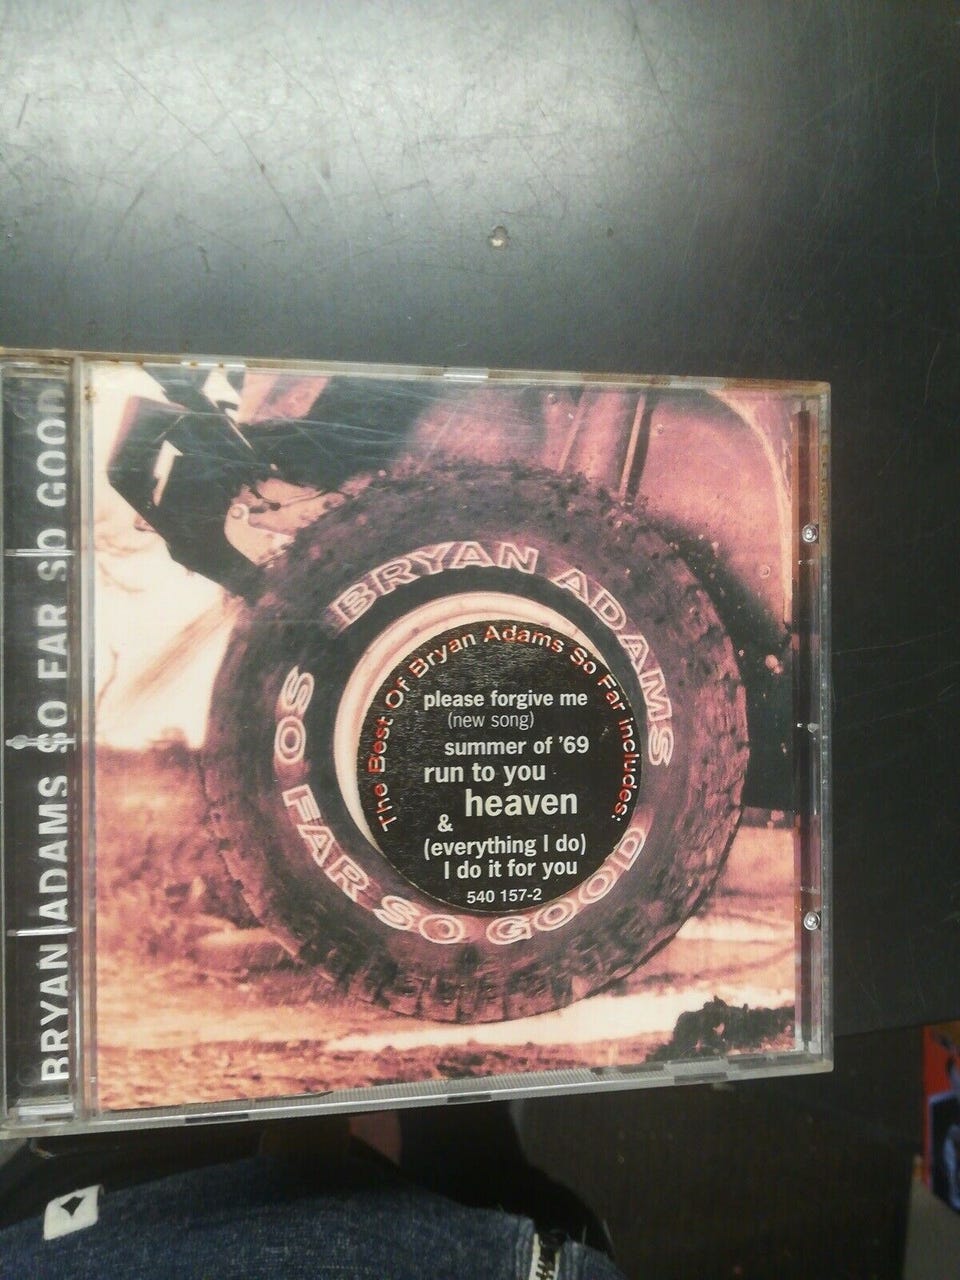 BRYAN ADAMS SO FAR SO GOOD
BRYAN ADAMS
SO FAR SO GOOD
The Best Of Bryan Adams So Far includes:
please forgive me
(new song)
summer of '69
run to you
heaven
&
(everything I do)
I do it for you
540 157-2